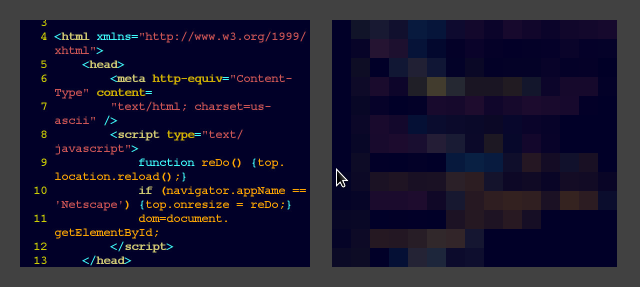 3
4 <html xmlns="http://www.w3.org/1999/
xhtml">
5 <head>
6 <meta http-equiv="Content-
Type" content=
7 "text/html; charset=us-
ascii" />
8 <script type="text/
javascript">
9 function reDo() {top.
location.reload();}
10 if (navigator.appName ==
'Netscape') {top.onresize = reDo;}
11 dom=document.
getElementById;
12 </script>
13 </head>